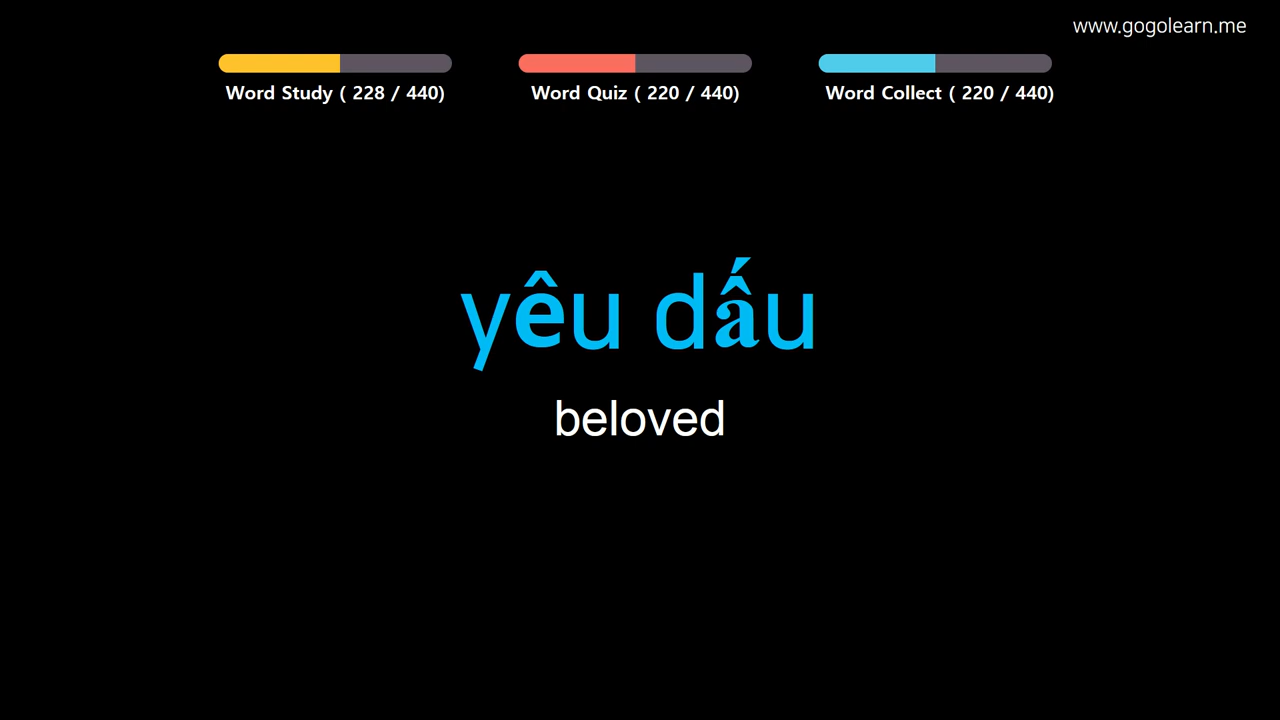 www.gogolearn.me
Word Study ( 228 / 440)
Word Quiz ( 220 / 440)
Word Collect ( 220 / 440)
yêu dấu
beloved